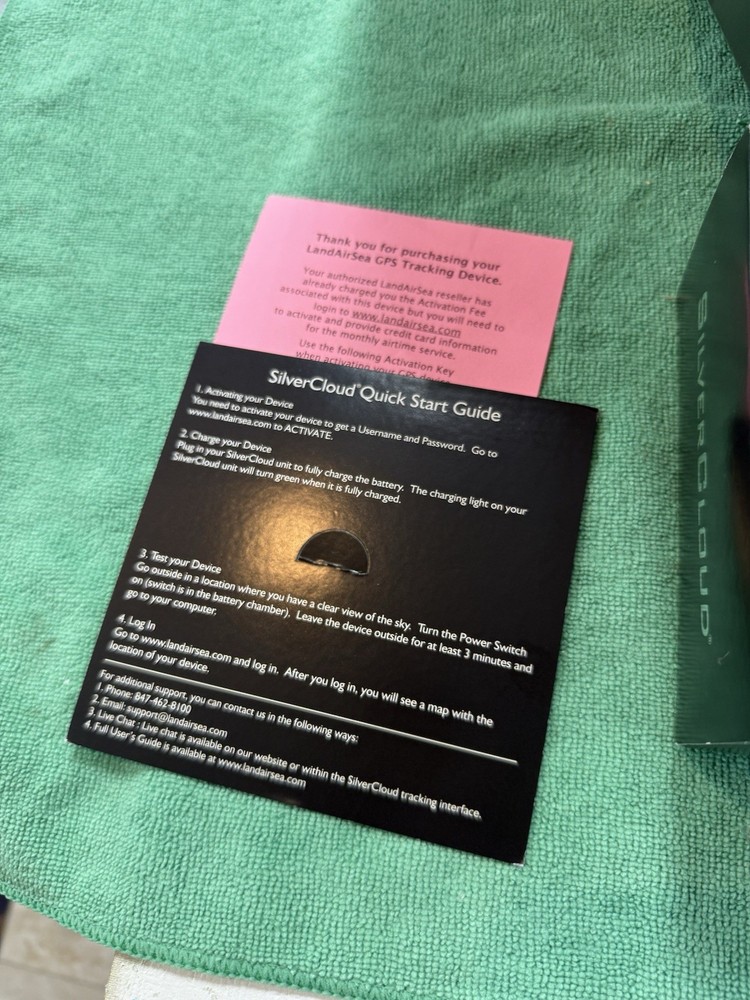 Thank you for purchasing your
LandAirSea GPS Tracking Device.
Your authorized LandAirSea reseller has
already charged you the Activation Fee
associated with this device but you will need to
login to www.landairsea.com
to activate and provide credit card information
for the monthly airtime service.
Use the following Activation Key
when activating your GPS device
SilverCloud® Quick Start Guide
1. Activating your Device
You need to activate your device to get a Username and Password. Go to
www.landairsea.com to ACTIVATE.
2. Charge your Device
Plug in your SilverCloud unit to fully charge the battery. The charging light on your
SilverCloud unit will turn green when it is fully charged.
3. Test your Device
Go outside in a location where you have a clear view of the sky. Turn the Power Switch
on (switch is in the battery chamber). Leave the device outside for at least 3 minutes and
go to your computer.
4. Log In
Go to www.landairsea.com and log in. After you log in, you will see a map with the
location of your device.
For additional support, you can contact us in the following ways:
1. Phone: 847-462-8100
2. Email: support@landairsea.com
3. Live Chat : Live chat is available on our website or within the SilverCloud tracking interface.
4. Full User's Guide is available at www.landairsea.com
SILVERCLOUD